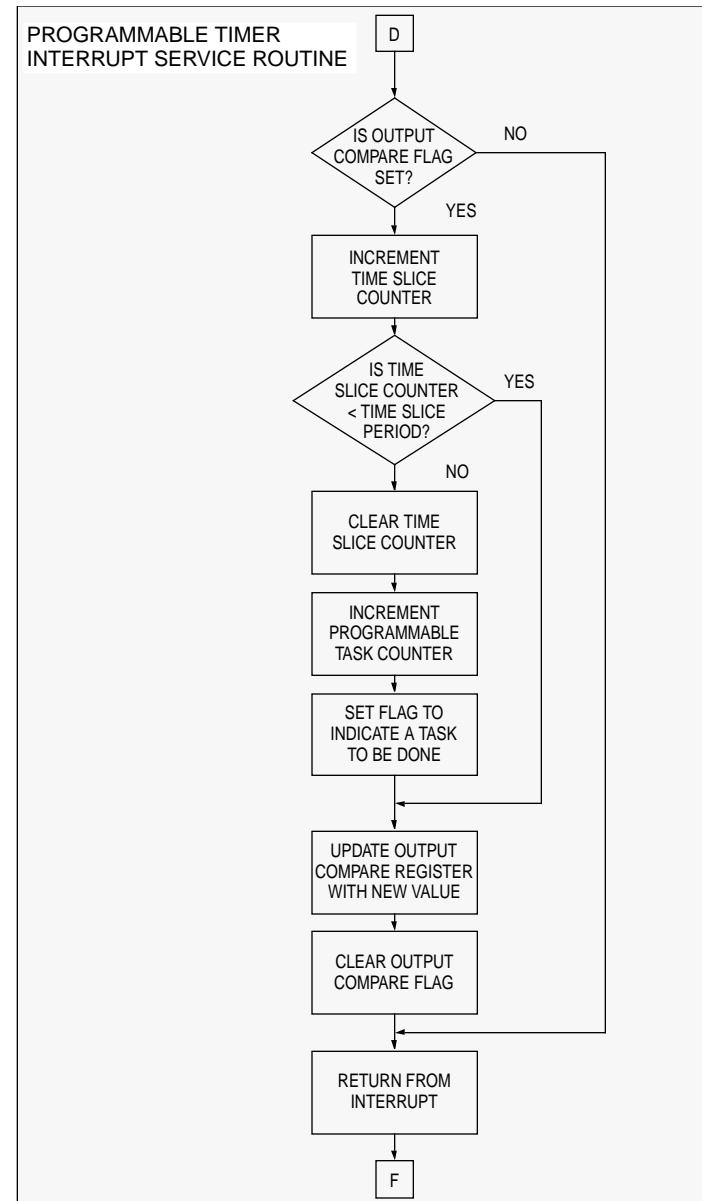 PROGRAMMABLE TIMER
INTERRUPT SERVICE ROUTINE
D
IS OUTPUT
COMPARE FLAG
SET?
NO
YES
INCREMENT
TIME SLICE
COUNTER
IS TIME
SLICE COUNTER
< TIME SLICE
PERIOD?
YES
NO
CLEAR TIME
SLICE COUNTER
INCREMENT
PROGRAMMABLE
TASK COUNTER
SET FLAG TO
INDICATE A TASK
TO BE DONE
UPDATE OUTPUT
COMPARE REGISTER
WITH NEW VALUE
CLEAR OUTPUT
COMPARE FLAG
RETURN FROM
INTERRUPT
F